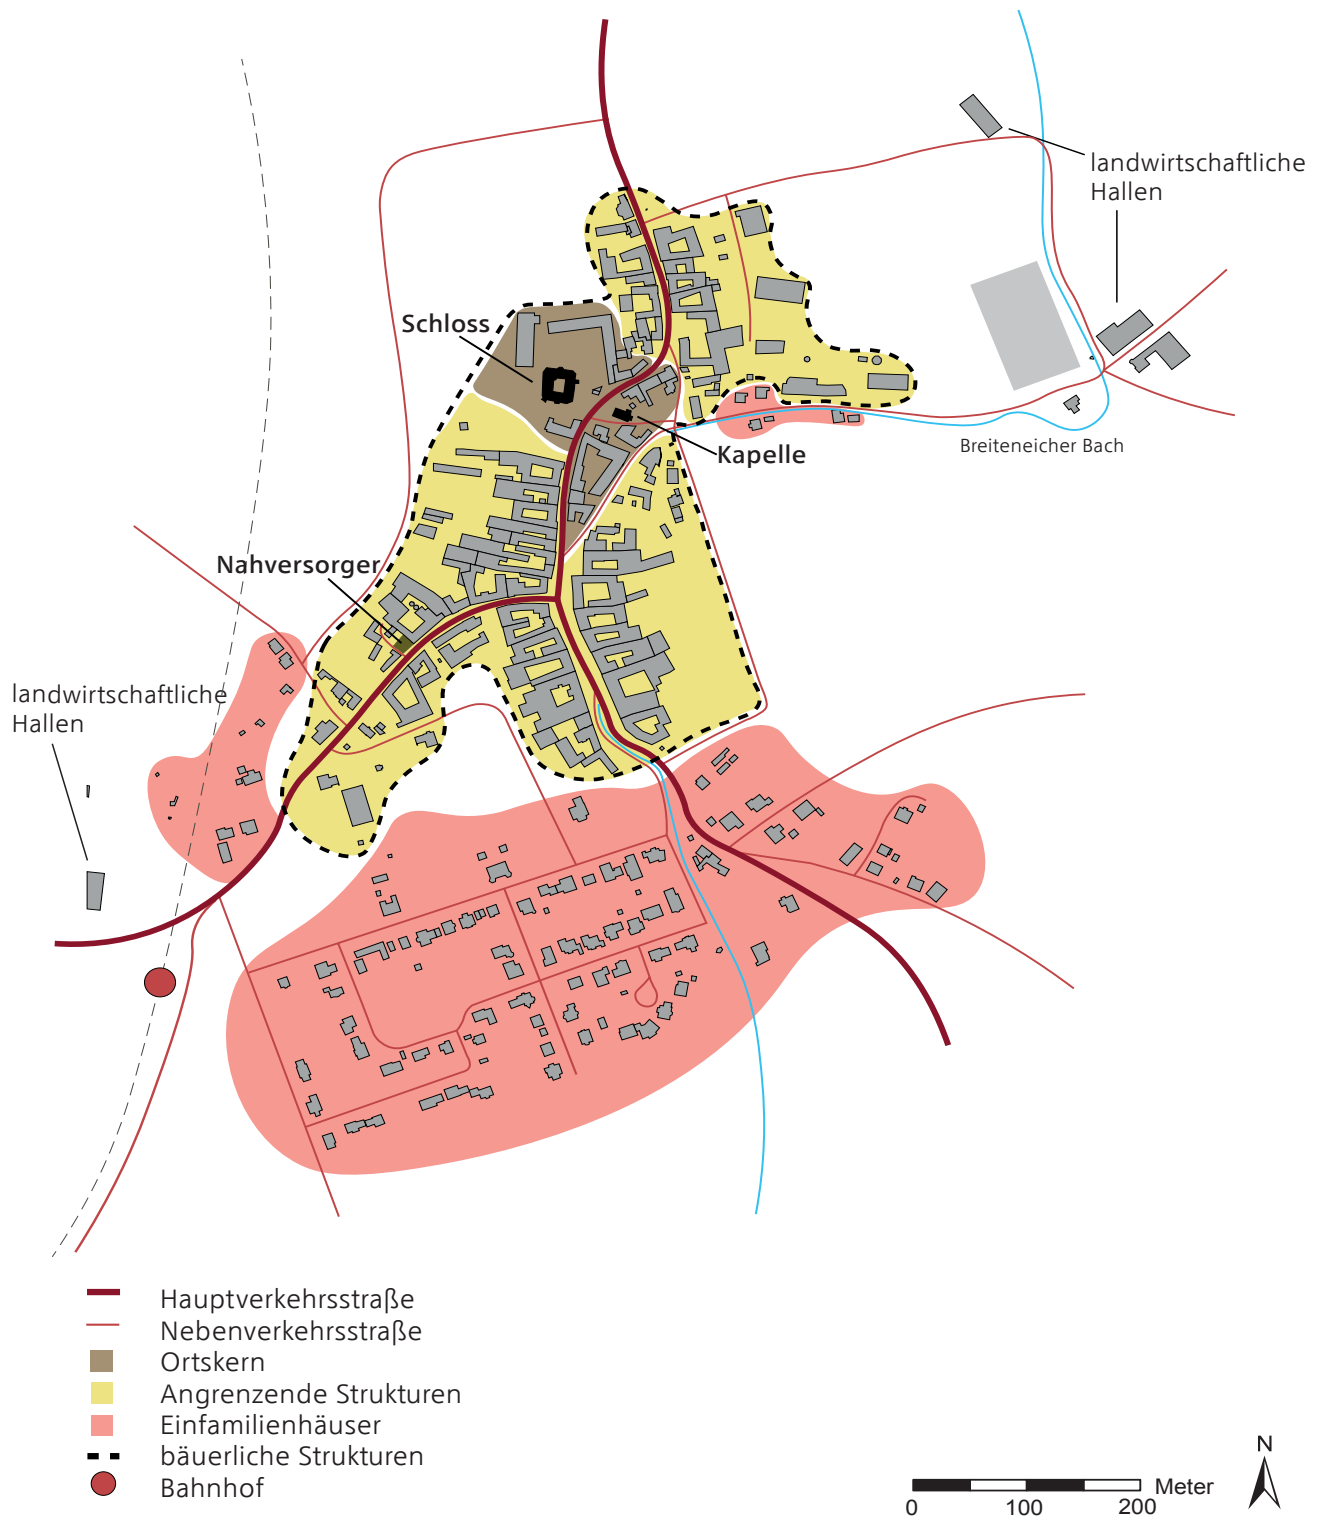 landwirtschaftliche
Hallen
Schloss
Kapelle
Breiteneicher Bach
Nahversorger
landwirtschaftliche
Hallen
Hauptverkehrsstraße
Nebenverkehrsstraße
Ortskern
Angrenzende Strukturen
Einfamilienhäuser
bäuerliche Strukturen
Bahnhof
N
Meter
0 100 200